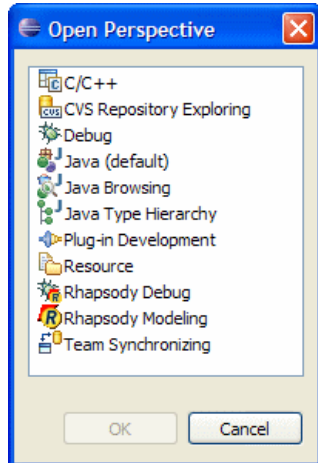 Open Perspective
C/C++
CVS Repository Exploring
Debug
Java (default)
Java Browsing
Java Type Hierarchy
Plug-in Development
Resource
Rhapsody Debug
Rhapsody Modeling
Team Synchronizing
OK Cancel